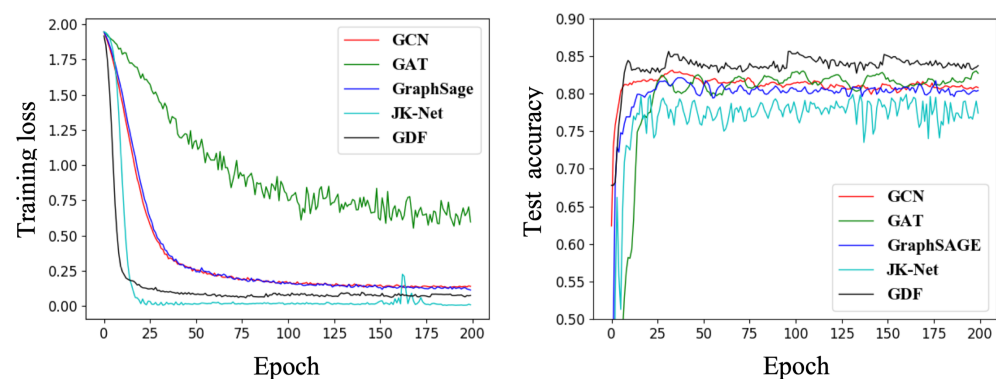 2.00
1.75
1.50
1.25
1.00
0.75
0.50
0.25
0.00
Training loss
GCN
GAT
GraphSage
JK-Net
GDF
0 25 50 75 100 125 150 175 200
Epoch
0.90
0.85
0.80
0.75
0.70
0.65
0.60
0.55
0.50
Test accuracy
GCN
GAT
GraphSAGE
JK-Net
GDF
0 25 50 75 100 125 150 175 200
Epoch